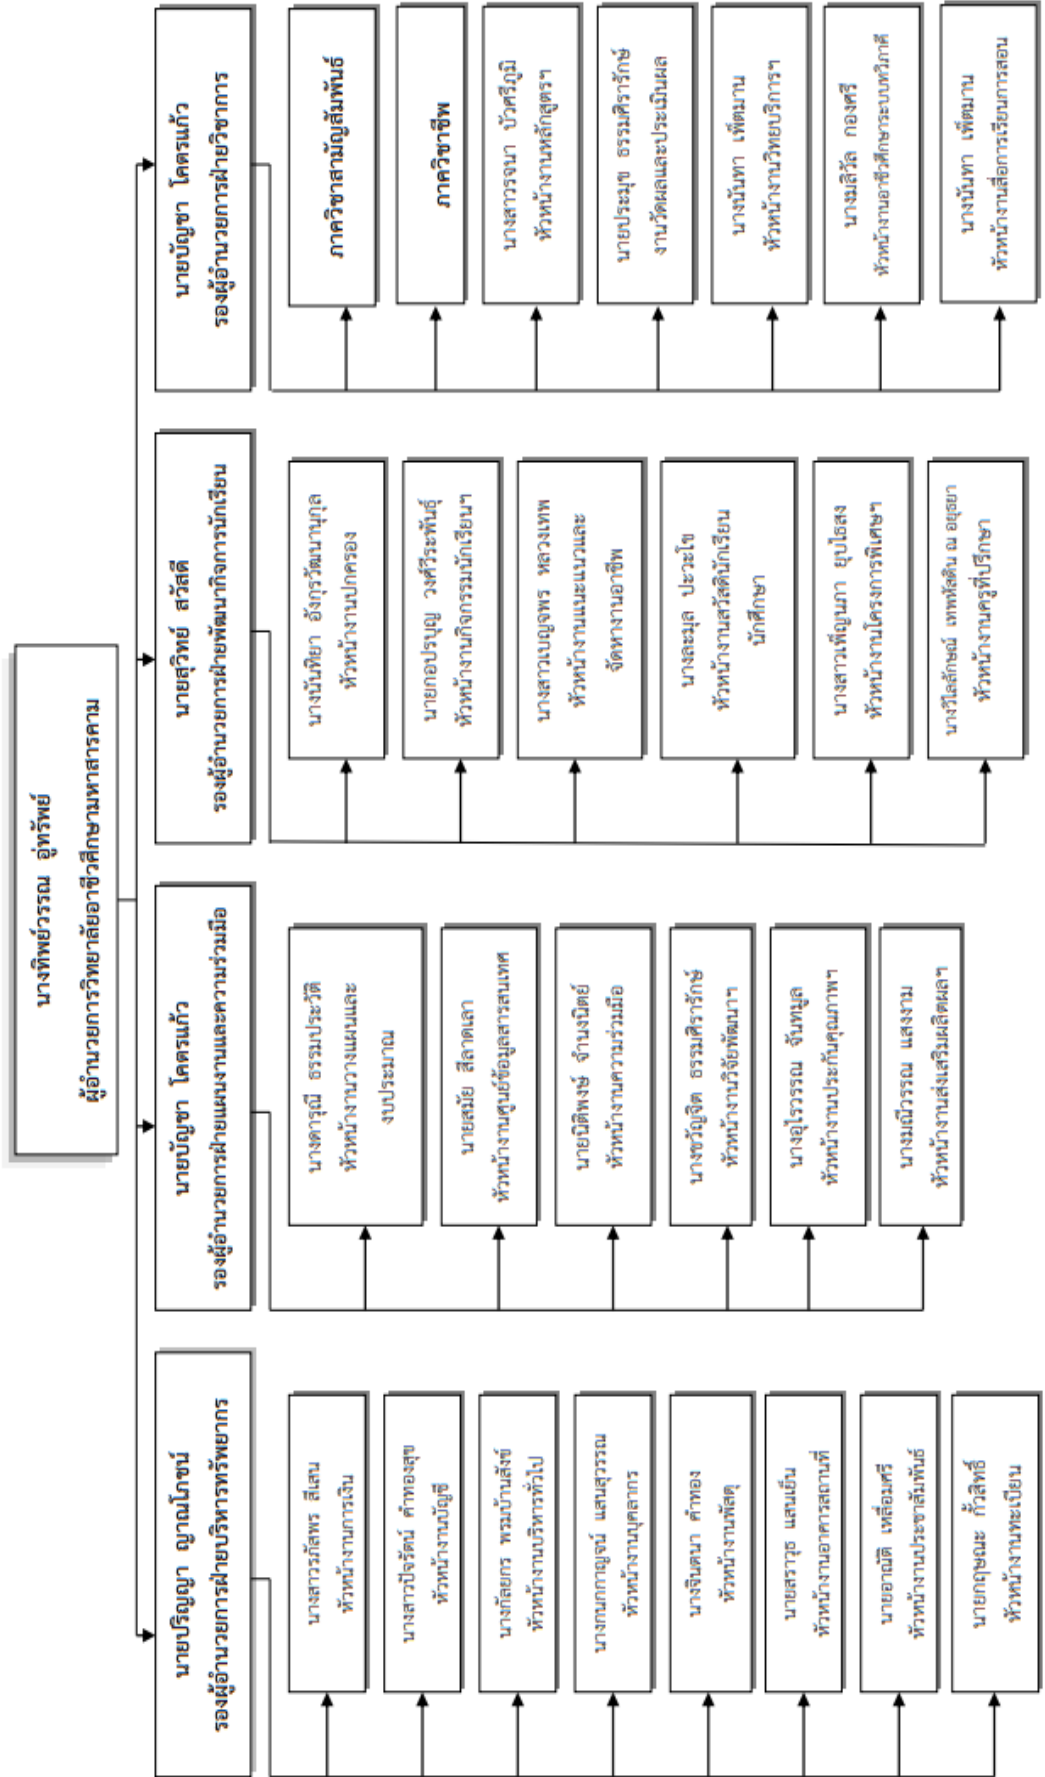 นางทิพย์วรรณ อู่ทรัพย์
ผู้อำนวยการวิทยาลัยอาชีวศึกษามหาสารคาม
นายปริญญา ญานโภชน์
รองผู้อำนวยการฝ่ายบริหารทรัพยากร
นางสาวรภัสพร สีเสน
หัวหน้างานการเงิน
นางสาวปัจรัตน์ คำทองสุข
หัวหน้างานบัญชี
นางกัลยกร พรมบ้านสังข์
หัวหน้างานบริหารทั่วไป
นางกนกกาญจน์ แสนสุวรรณ
หัวหน้างานบุคลากร
นางจินตนา คำทอง
หัวหน้างานพัสดุ
นายสราวุธ แสนเย็น
หัวหน้างานอาคารสถานที่
นายอาณัติ เหลื่อมศรี
หัวหน้างานประชาสัมพันธ์
นายกฤษณะ กั้วสิทธิ์
หัวหน้างานทะเบียน
นายบัญชา โคตรแก้ว
รองผู้อำนวยการฝ่ายแผนงานและความร่วมมือ
นางดารุณี ธรรมประวัติ
หัวหน้างานวางแผนและ
งบประมาณ
นายสมัย สีลาดเลา
หัวหน้างานศูนย์ข้อมูลสารสนเทศ
นายนิติพงษ์ จำนงนิตย์
หัวหน้างานความร่วมมือ
นางขวัญจิต ธรรมศิรารักษ์
หัวหน้างานวิจัยพัฒนาฯ
นางอุไรวรรณ จันทมูล
หัวหน้างานประกันคุณภาพฯ
นางมณีวรรณ แสงงาม
หัวหน้างานส่งเสริมผลิตผลฯ
นายสุวิทย์ สวัสดี
รองผู้อำนวยการฝ่ายพัฒนากิจการนักเรียน
นางนันทิยา อังกุรวัฒนานุกูล
หัวหน้างานปกครอง
นายกอปรบุญ วงศ์วีระพันธุ์
หัวหน้างานกิจกรรมนักเรียนฯ
นางสาวเบญจพร หลวงเทพ
หัวหน้างานแนะแนวและ
จัดหางานอาชีพ
นางละมุล ปะวะโข
หัวหน้างานสวัสดินักเรียน
นักศึกษา
นางสาวเพ็ญนภา ยุบไธสง
หัวหน้างานโครงการพิเศษฯ
นางวิไลลักษณ์ เทพหัสดิน ณ อยุธยา
หัวหน้างานครูที่ปรึกษา
นายบัญชา โคตรแก้ว
รองผู้อำนวยการฝ่ายวิชาการ
ภาควิชาสามัญสัมพันธ์
ภาควิชาชีพ
นางสาวรจนา บัวศรีภูมิ
หัวหน้างานหลักสูตรฯ
นายประมุข ธรรมศิรารักษ์
งานวัดผลและประเมินผล
นางนันทา เพ็ดมาน
หัวหน้างานวิทยบริการฯ
นางมลิวัล กองศรี
หัวหน้างานอาชีวศึกษาระบบทวิภาคี
นางนันทา เพ็ดมาน
หัวหน้างานสื่อการเรียนการสอน